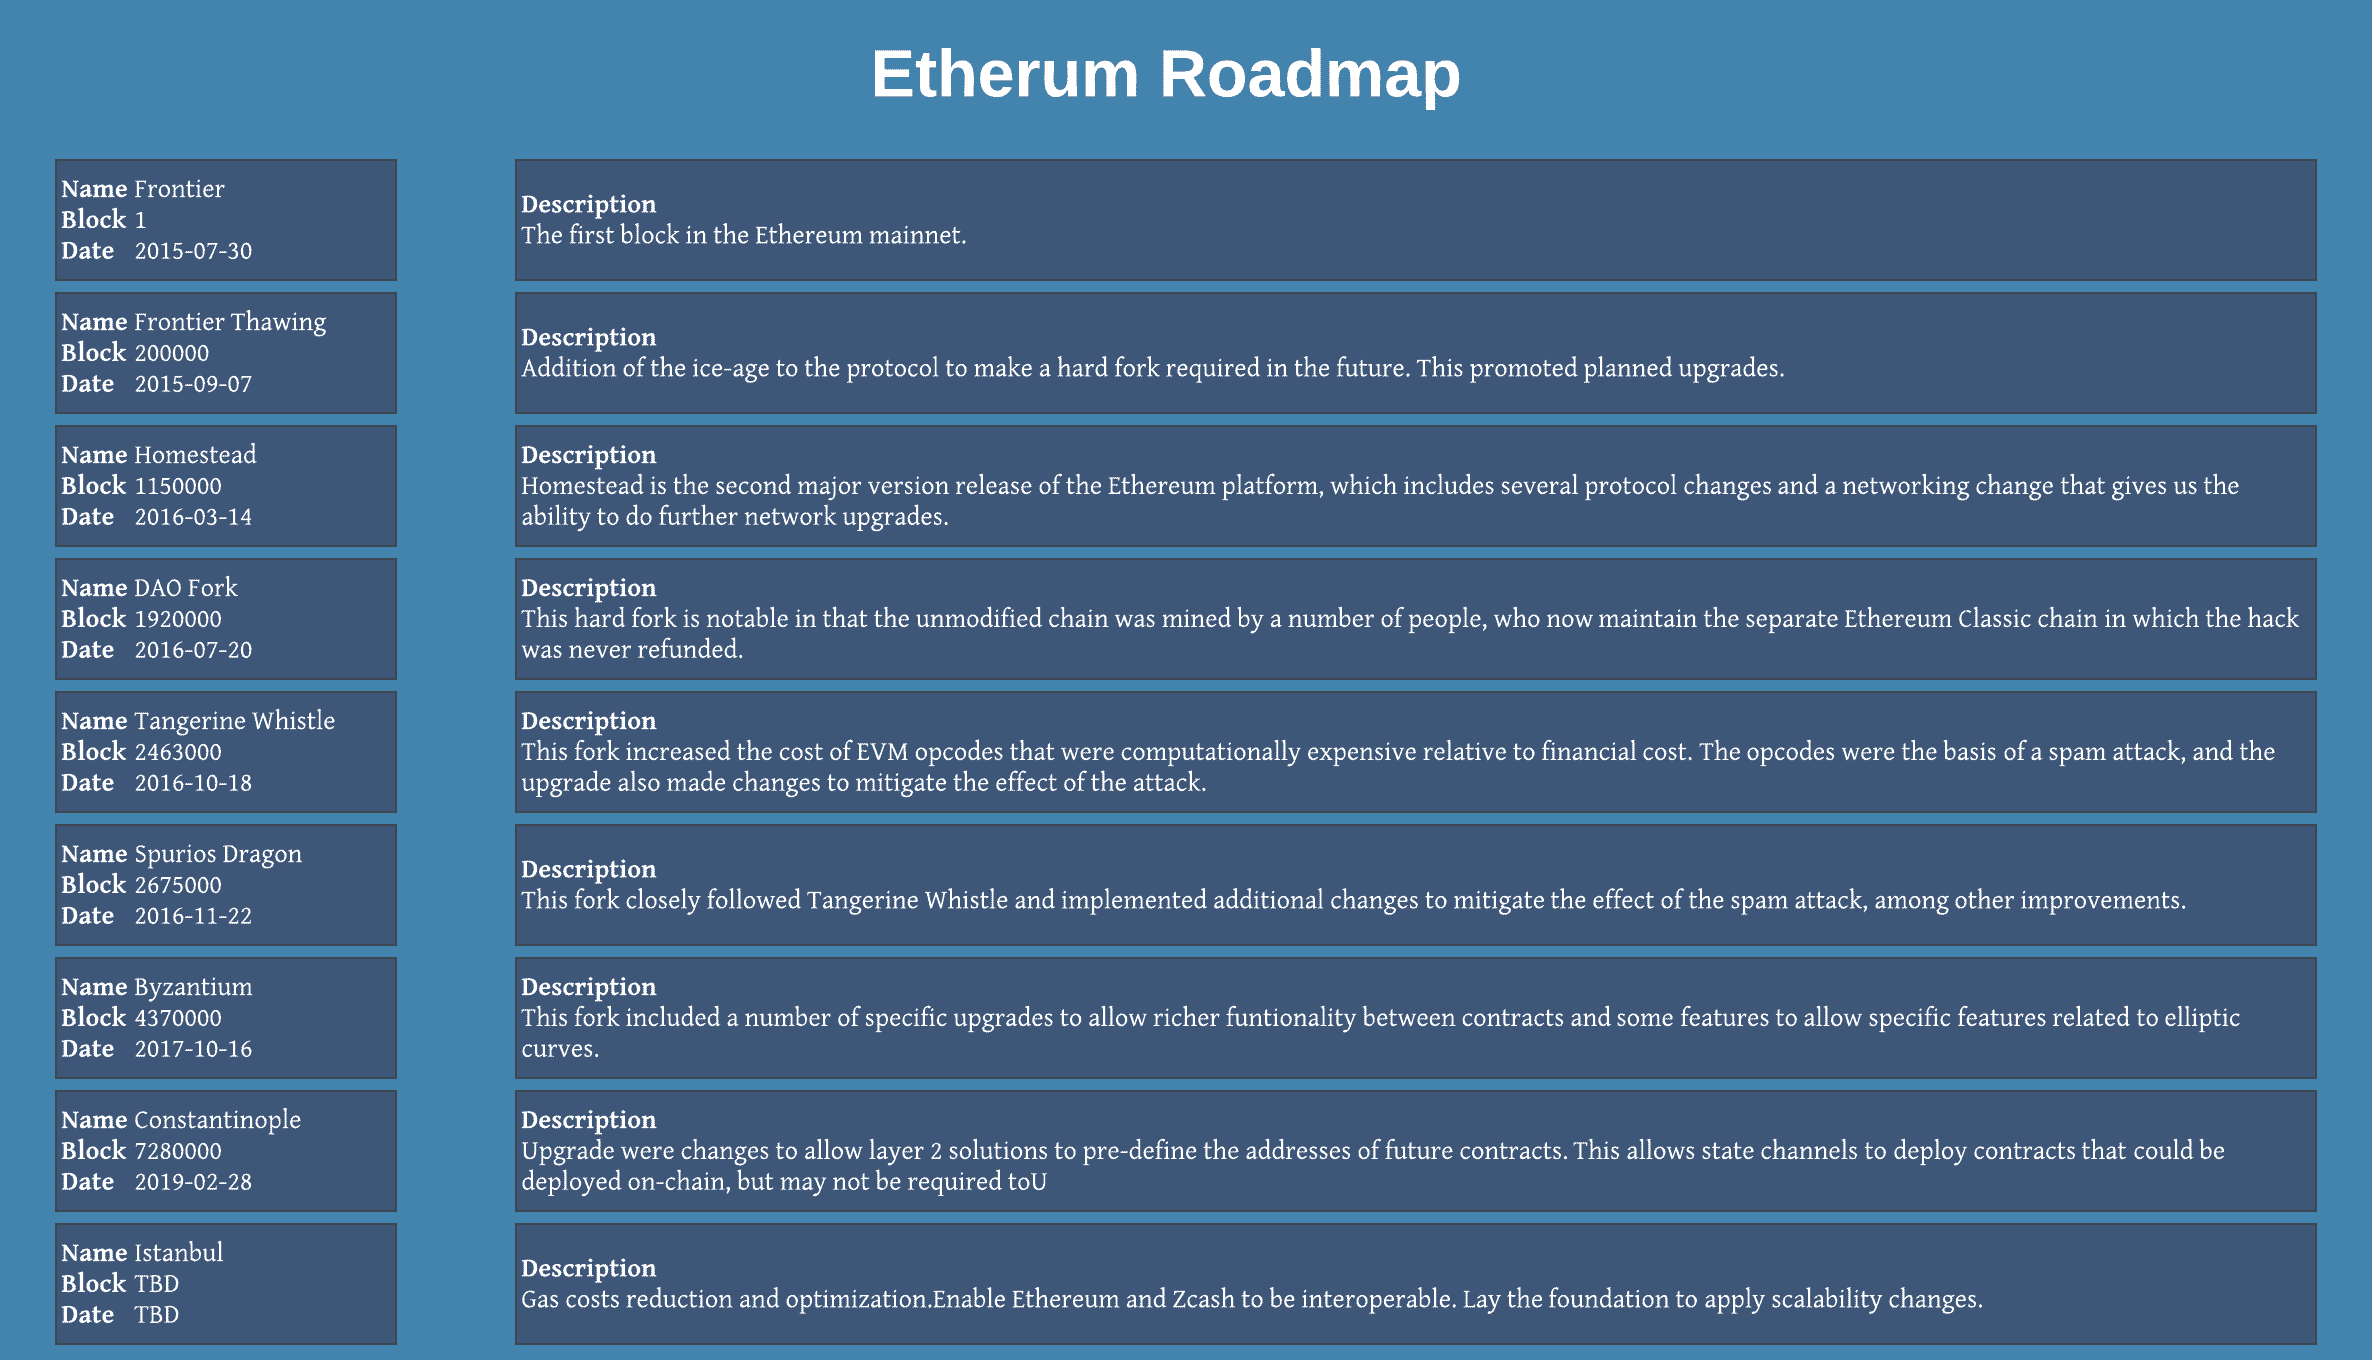 Etherum Roadmap
Name Frontier
Block 1
Date 2015-07-30
Description
The first block in the Ethereum mainnet.
Name Frontier Thawing
Block 200000
Date 2015-09-07
Description
Addition of the ice-age to the protocol to make a hard fork required in the future. This promoted planned upgrades.
Name Homestead
Block 1150000
Date 2016-03-14
Description
Homestead is the second major version release of the Ethereum platform, which includes several protocol changes and a networking change that gives us the
ability to do further network upgrades.
Name DAO Fork
Block 1920000
Date 2016-07-20
Description
This hard fork is notable in that the unmodified chain was mined by a number of people, who now maintain the separate Ethereum Classic chain in which the hack
was never refunded.
Name Tangerine Whistle
Block 2463000
Date 2016-10-18
Description
This fork increased the cost of EVM opcodes that were computationally expensive relative to financial cost. The opcodes were the basis of a spam attack, and the
upgrade also made changes to mitigate the effect of the attack.
Name Spurios Dragon
Block 2675000
Date 2016-11-22
Description
This fork closely followed Tangerine Whistle and implemented additional changes to mitigate the effect of the spam attack, among other improvements.
Name Byzantium
Block 4370000
Date 2017-10-16
Description
This fork included a number of specific upgrades to allow richer funtionality between contracts and some features to allow specific features related to elliptic
curves.
Name Constantinople
Block 7280000
Date 2019-02-28
Description
Upgrade were changes to allow layer 2 solutions to pre-define the addresses of future contracts. This allows state channels to deploy contracts that could be
deployed on-chain, but may not be required toU
Name Istanbul
Block TBD
Date TBD
Description
Gas costs reduction and optimization.Enable Ethereum and Zcash to be interoperable. Lay the foundation to apply scalability changes.